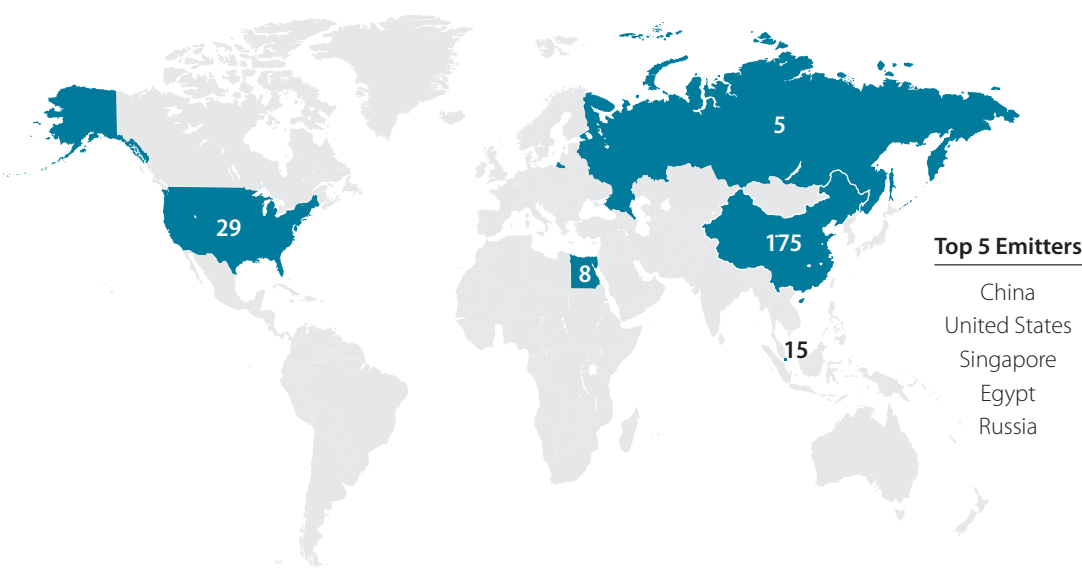 5
29
175
8
15
Top 5 Emitters
China
United States
Singapore
Egypt
Russia